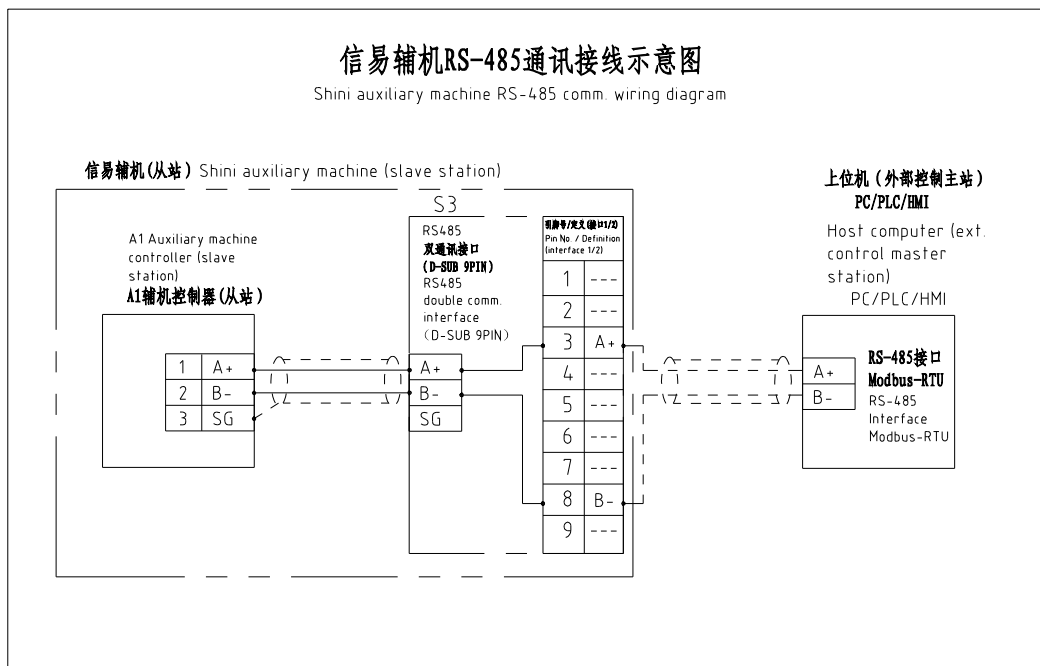 信易辅机RS-485通讯接线示意图
Shini auxiliary machine RS-485 comm. wiring diagram
信易辅机(从站) Shini auxiliary machine (slave station)
A1 Auxiliary machine
controller (slave
station)
A1辅机控制器(从站)
1 A+
2 B-
3 SG
S3
RS485
双通讯接口
(D-SUB 9PIN)
RS485
double comm.
interface
(D-SUB 9PIN)
A+
B-
SG
引脚号/定义(接口1/2)
Pin No. / Definition
(interface 1/2)
1 ---
2 ---
3 A+
4 ---
5 ---
6 ---
7 ---
8 B-
9 ---
上位机(外部控制主站)
PC/PLC/HMI
Host computer (ext.
control master
station)
PC/PLC/HMI
A+
B-
RS-485接口
Modbus-RTU
RS-485
Interface
Modbus-RTU